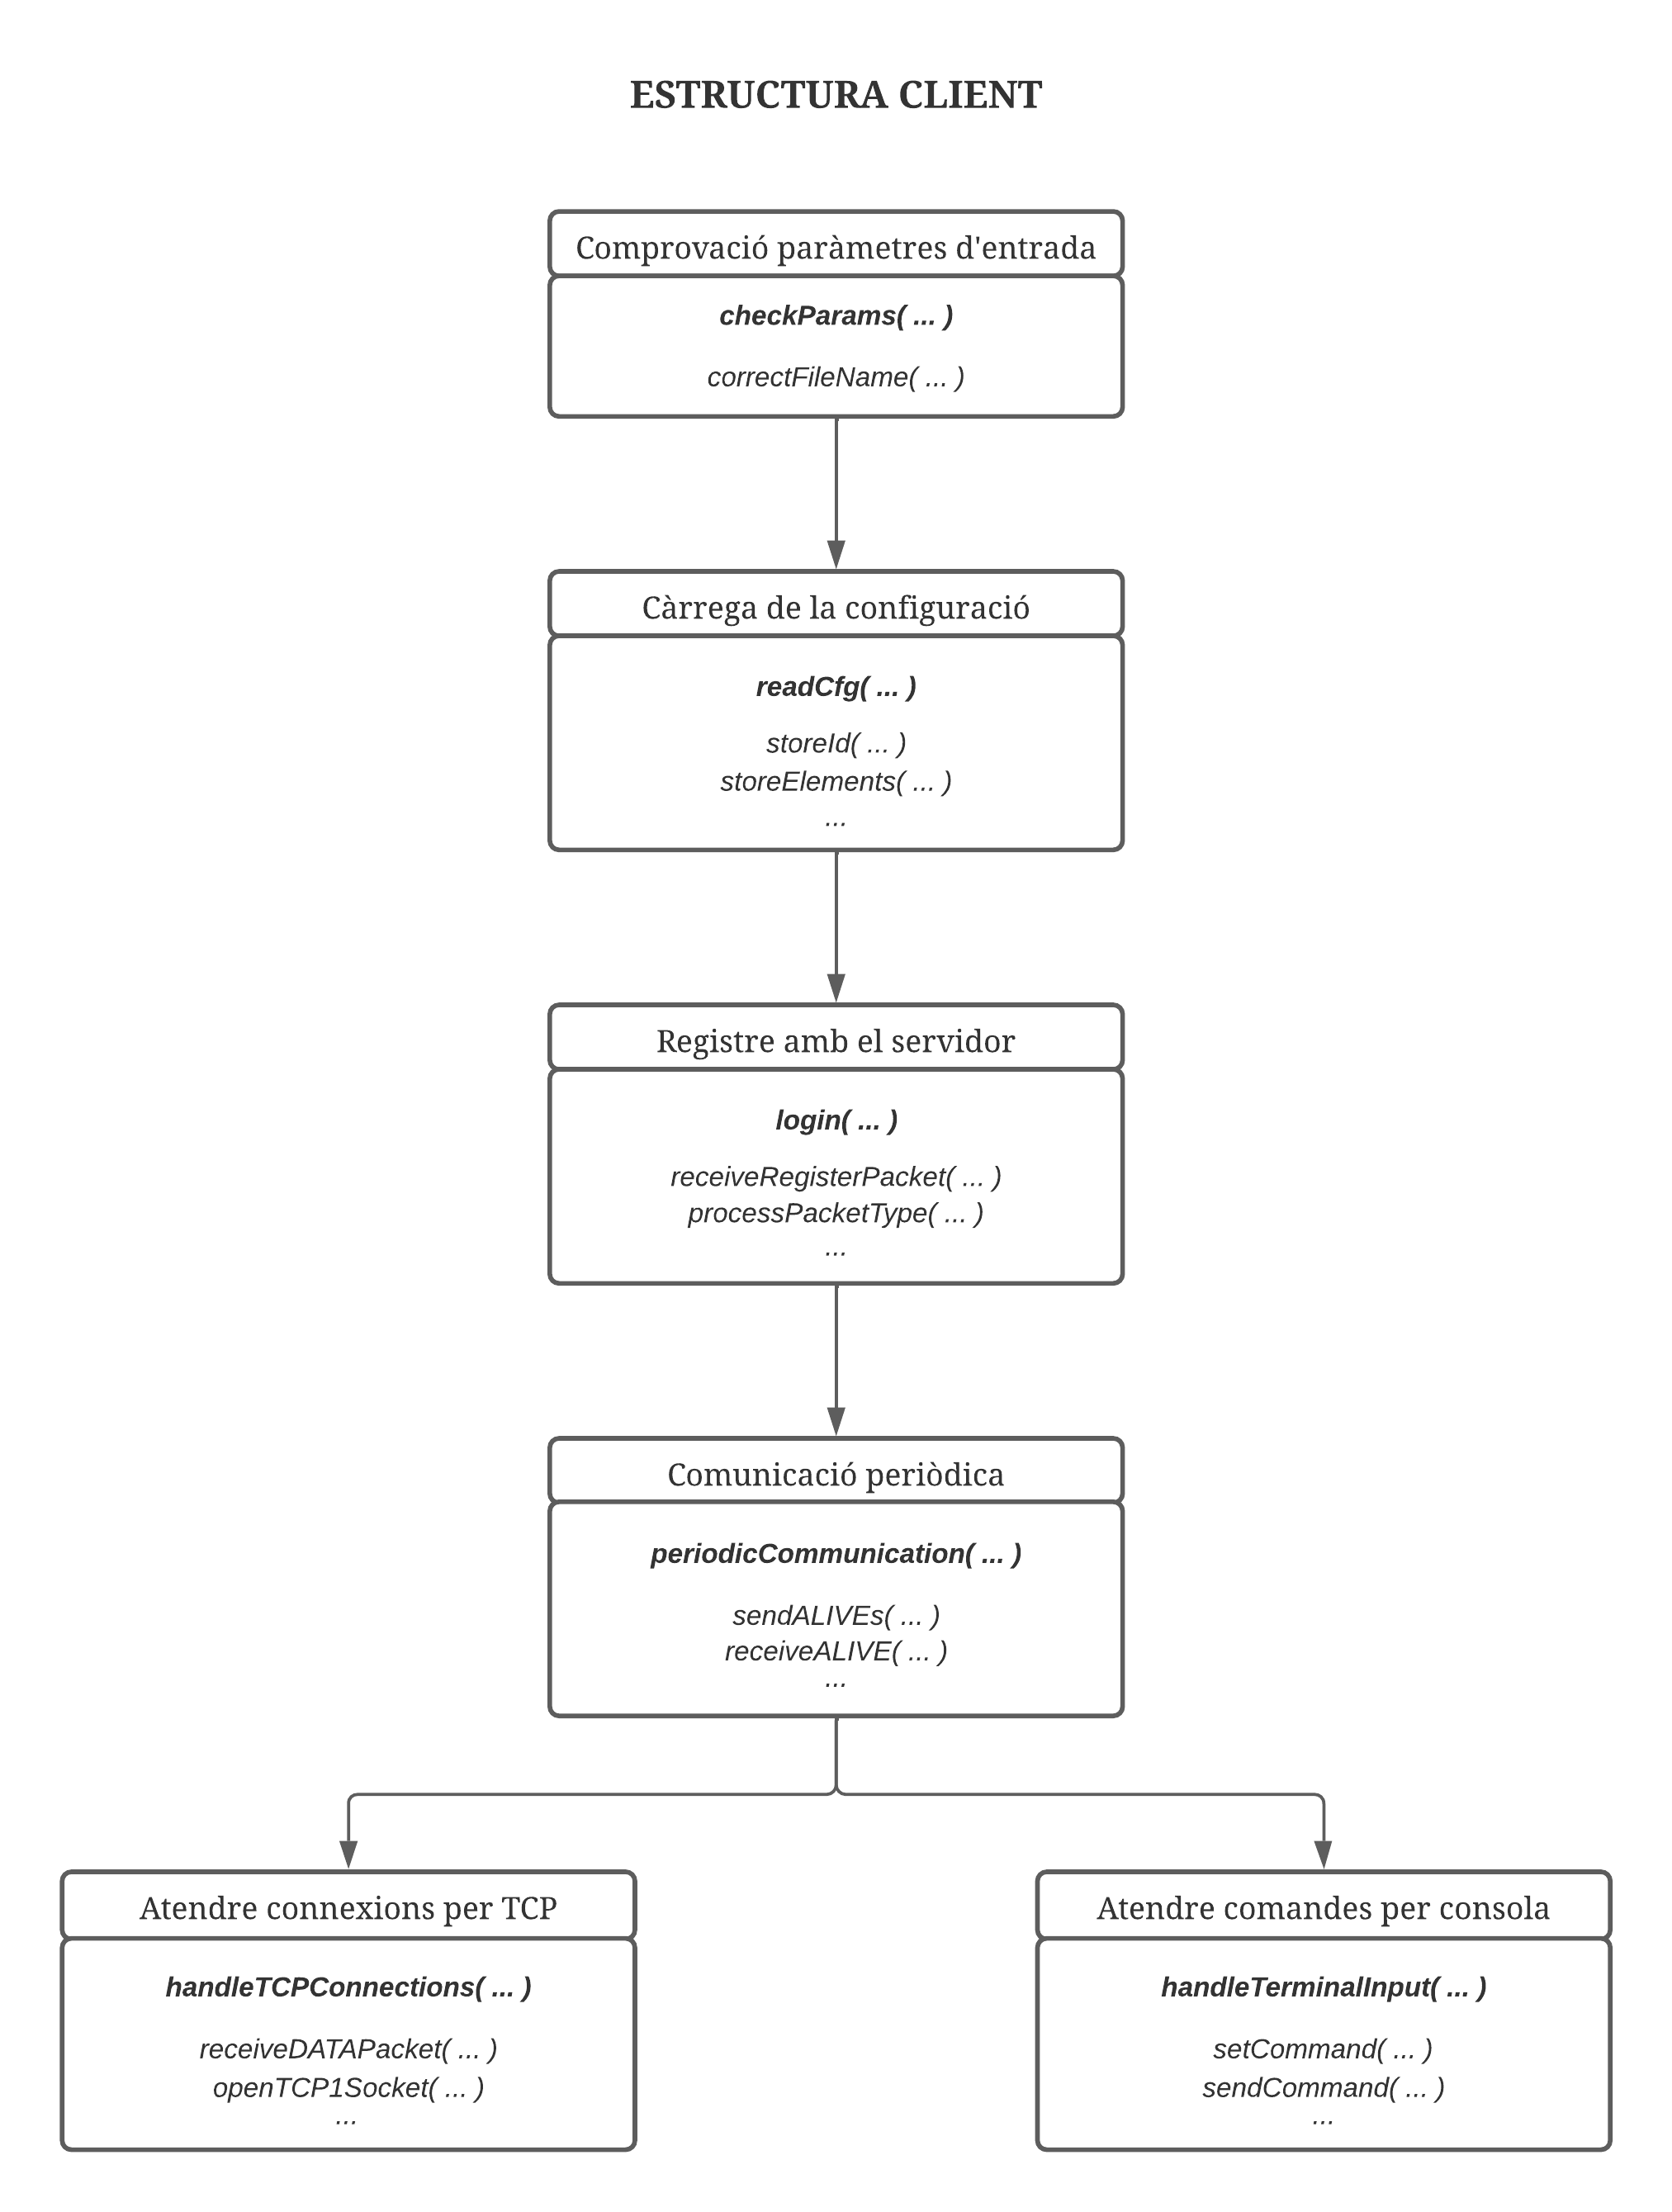 ESTRUCTURA CLIENT
Comprovació paràmetres d'entrada
checkParams( ... )
correctFileName( ... )
Càrrega de la configuració
readCfg( ... )
storeId( ... )
storeElements( ... )
...
Registre amb el servidor
login( ... )
receiveRegisterPacket( ... )
processPacketType( ... )
...
Comunicació periòdica
periodicCommunication( ... )
sendALIVEs( ... )
receiveALIVE( ... )
...
Atendre connexions per TCP
handleTCPConnections( ... )
receiveDATAPacket( ... )
openTCP1Socket( ... )
...
Atendre comandes per consola
handleTerminalInput( ... )
setCommand( ... )
sendCommand( ... )
...